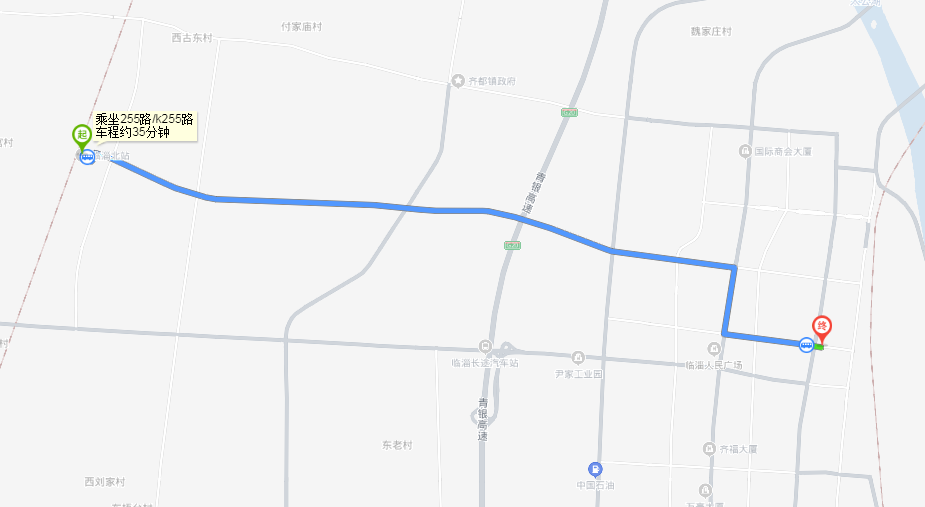 付家庙村
西古东村
魏家庄村
齐都镇政府
乘坐255路/k255路
车程约35分钟
起
临淄北站
国际商会大厦
青银高速
终
临淄长途汽车站
尹家工业园
临淄人民广场
青银高速
东老村
齐福大厦
西刘家村
中国石油